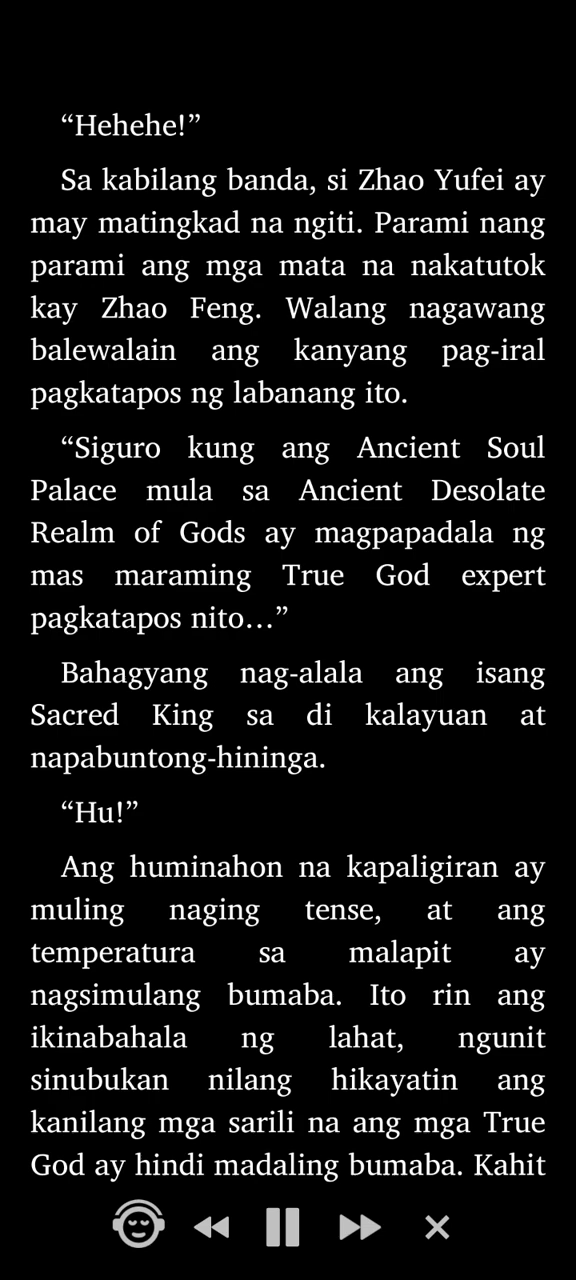 “Hehehe!”
Sa kabilang banda, si Zhao Yufei ay
may matingkad na ngiti. Parami nang
parami ang mga mata na nakatutok
kay Zhao Feng. Walang nagawang
balewalain ang kanyang pag-iral
pagkatapos ng labanang ito.
“Siguro kung ang Ancient Soul
Palace mula sa Ancient Desolate
Realm of Gods ay magpapadala ng
mas maraming True God expert
pagkatapos nito…”
Bahagyang nag-alala ang isang
Sacred King sa di kalayuan at
napabuntong-hininga.
“Hu!”
Ang huminahon na kapaligiran ay
muling naging tense, at ang
temperatura sa malapit ay
nagsimulang bumaba. Ito rin ang
ikinabahala ng lahat, ngunit
sinubukan nilang hikayatin ang
kanilang mga sarili na ang mga True
God ay hindi madaling bumaba. Kahit